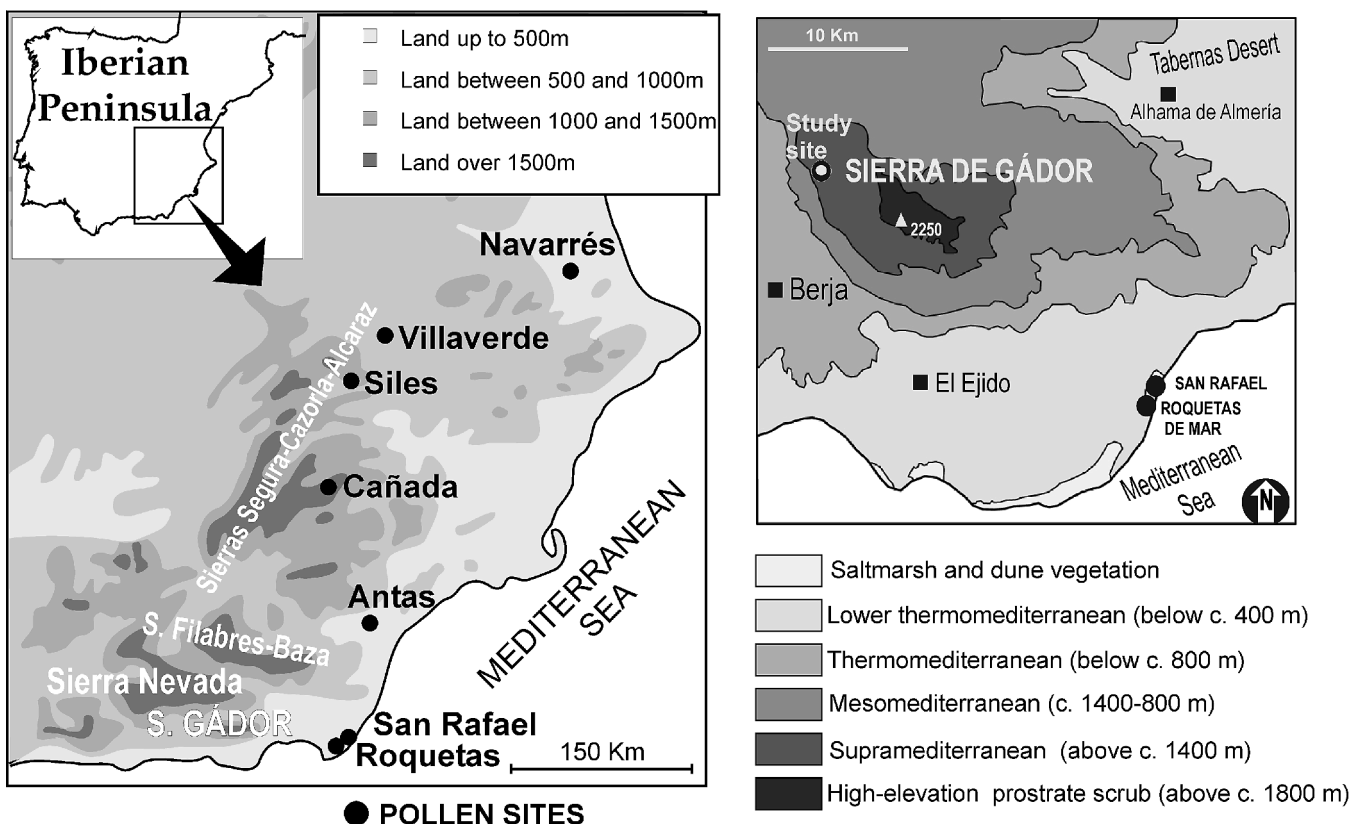 Iberian
Peninsula
Land up to 500m
Land between 500 and 1000m
Land between 1000 and 1500m
Land over 1500m
Navarrés
Villaverde
Siles
Sierras Segura-Cazorla-Alcaraz
Cañada
Antas
MEDITERRANEAN
SEA
S. Filabres-Baza
Sierra Nevada
S. GÁDOR
San Rafael
Roquetas
150 Km
POLLEN SITES
10 Km
Tabernas Desert
Alhama de Almería
Study
site
SIERRA DE GÁDOR
2250
Berja
El Ejido
SAN RAFAEL
ROQUETAS
DE MAR
Mediterranean
Sea
N
Saltmarsh and dune vegetation
Lower thermomediterranean (below c. 400 m)
Thermomediterranean (below c. 800 m)
Mesomediterranean (c. 1400-800 m)
Supramediterranean (above c. 1400 m)
High-elevation prostrate scrub (above c. 1800 m)